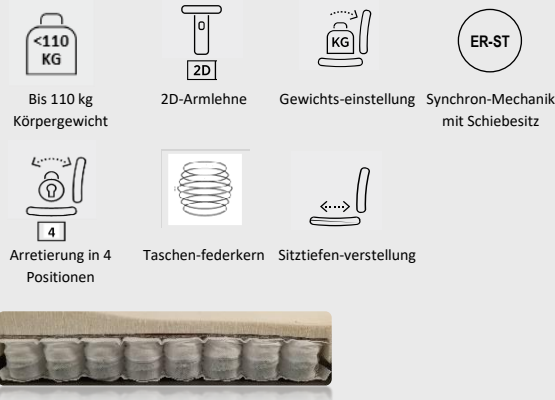 <110
KG
2D
KG
ER-ST
Bis 110 kg
Körpergewicht
2D-Armlehne
Gewichts-einstellung
Synchron-Mechanik
mit Schiebesitz
4
Arretierung in 4
Positionen
Taschen-federkern
Sitztiefen-verstellung